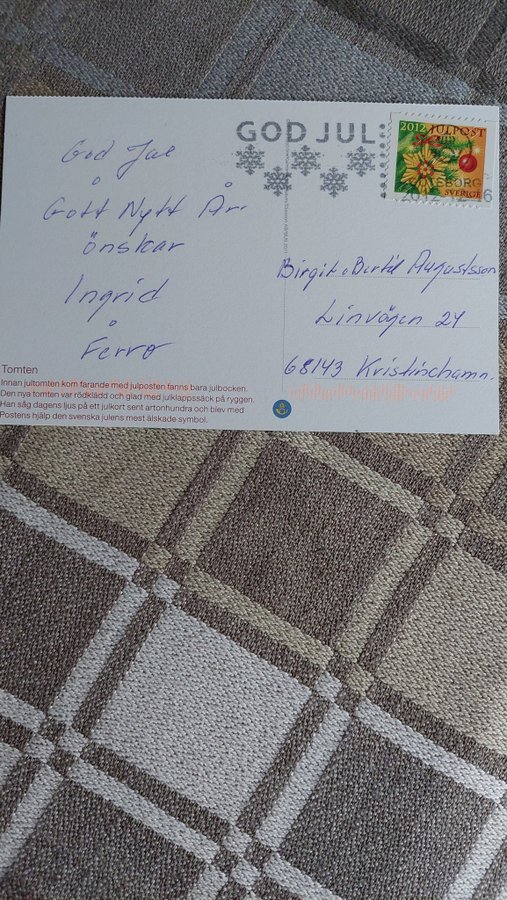 God Jul
o
Gott Nytt År
önskar
Ingrid
o
Ferro
Tomten
Innan jultomten kom farande med julposten fanns bara julbocken.
Den nya tomten var rödklädd och glad med julklappssäck på ryggen.
Han såg dagens ljus på ett julkort sent artonhundra och blev med
Postens hjälp den svenska julens mest älskade symbol.
GOD JUL
2012 JULPOST
SVERIGE
EBORG
2012
Birgit o Bertil Augustsson
Linvägen 24
68143 Kristinehamn.